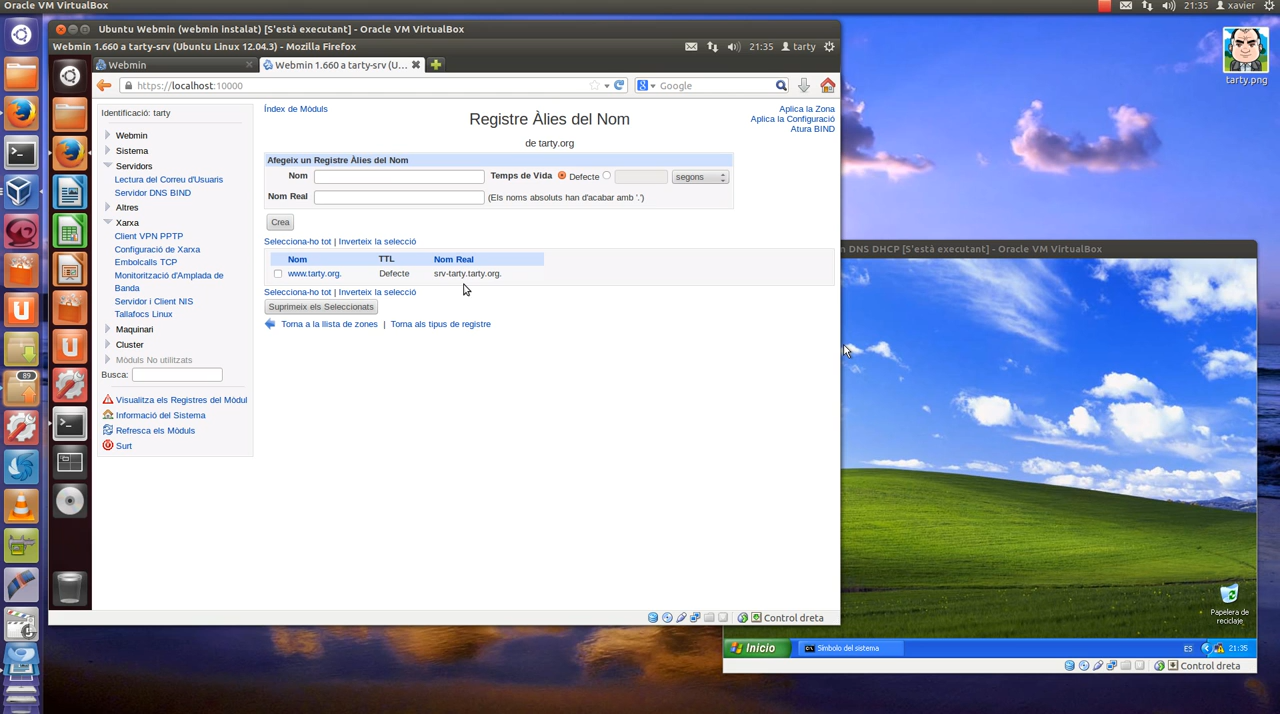 Oracle VM VirtualBox
21:35 xavier
Ubuntu Webmin (webmin instalat) [S'està executant] - Oracle VM VirtualBox
Webmin 1.660 a tarty-srv (Ubuntu Linux 12.04.3) - Mozilla Firefox
21:35 tarty
Webmin
Webmin 1.660 a tarty-srv (U...
https://localhost:10000
Google
tarty.png
Identificació: tarty
Webmin
Sistema
Servidors
Lectura del Correu d'Usuaris
Servidor DNS BIND
Altres
Xarxa
Client VPN PPTP
Configuració de Xarxa
Embolcalls TCP
Monitorització d'Amplada de
Banda
Servidor i Client NIS
Tallafocs Linux
Maquinari
Cluster
Mòduls No utilitzats
Busca:
Visualitza els Registres del Mòdul
Informació del Sistema
Refresca els Mòduls
Surt
Índex de Mòduls
Registre Àlies del Nom
de tarty.org
Aplica la Zona
Aplica la Configuració
Atura BIND
Afegeix un Registre Àlies del Nom
Nom
Temps de Vida
Defecte
segons
Nom Real
(Els noms absoluts han d'acabar amb '.')
Crea
Selecciona-ho tot | Inverteix la selecció
Nom TTL Nom Real
www.tarty.org. Defecte srv-tarty.tarty.org.
Selecciona-ho tot | Inverteix la selecció
Suprimeix els Seleccionats
Torna a la llista de zones | Torna als tipus de registre
Control dreta
n DNS DHCP [S'està executant] - Oracle VM VirtualBox
Papelera de
reciclaje
Inicio
Símbolo del sistema
ES
21:35
Control dreta
89